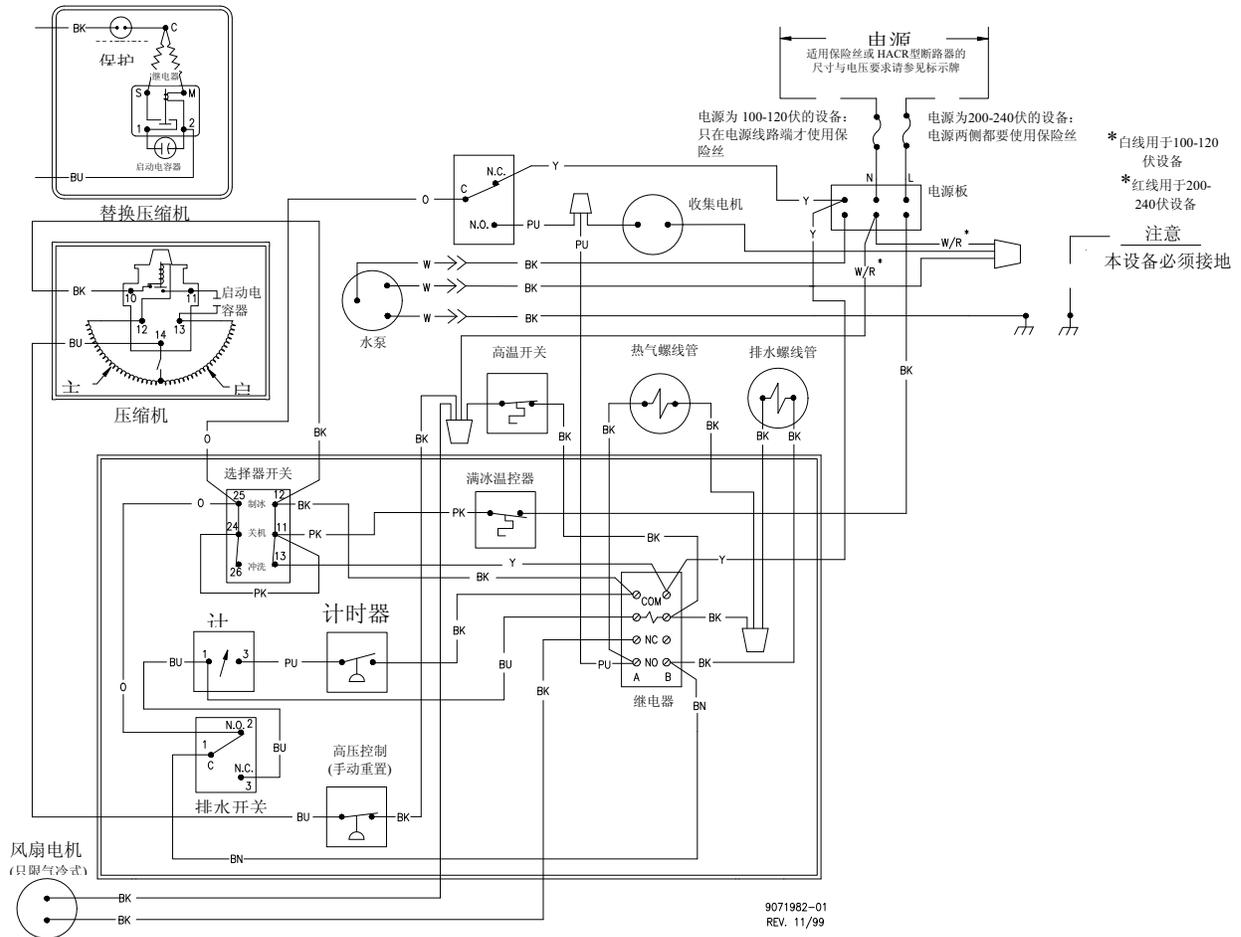 BK
C
保护
继电器
S
M
1
2
启动电容器
BU
替换压缩机
BK
10
11
启动电
容器
12
13
14
BU
主
启
压缩机
电源
适用保险丝或 HACR型断路器的
尺寸与电压要求请参见标示牌
电源为 100-120伏的设备:
只在电源线路端才使用保
险丝
电源为200-240伏的设备:
电源两侧都要使用保险丝
*白线用于100-120
伏设备
*红线用于200-
240伏设备
注意
本设备必须接地
N
L
电源板
N.C.
C
N.O.
O
Y
PU
PU
收集电机
Y
Y
W/R*
W/R*
W
BK
W
BK
W
BK
水泵
高温开关
热气螺线管
排水螺线管
BK
O
BK
BK
BK
BK
BK
BK
BK
选择器开关
满冰温控器
O
25
制冰
12
BK
24
关机
11
PK
PK
26
冲洗
13
PK
Y
BK
BK
Y
COM
BK
NC
NO
PU
BK
A
B
继电器
BN
计
计时器
BU
1
3
PU
BK
BU
BK
O
N.O.
2
1
C
N.C.
3
BU
排水开关
高压控制
(手动重置)
BU
BK
BN
风扇电机
(只限气冷式)
BK
BK
9071982-01
REV. 11/99